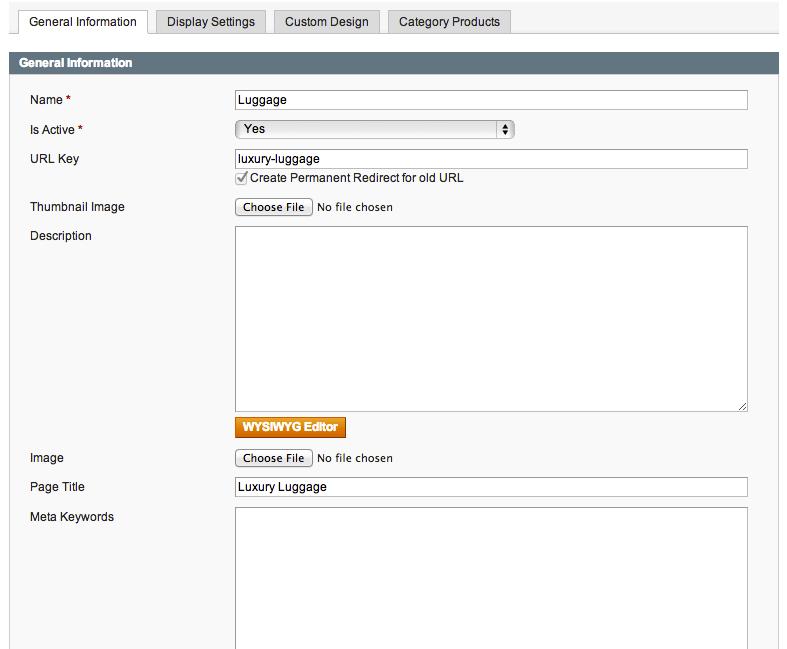 General Information Display Settings Custom Design Category Products
General Information
Name *
Luggage
Is Active *
Yes
URL Key
luxury-luggage
Create Permanent Redirect for old URL
Thumbnail Image
Choose File No file chosen
Description
WYSIWYG Editor
Image
Choose File No file chosen
Page Title
Luxury Luggage
Meta Keywords